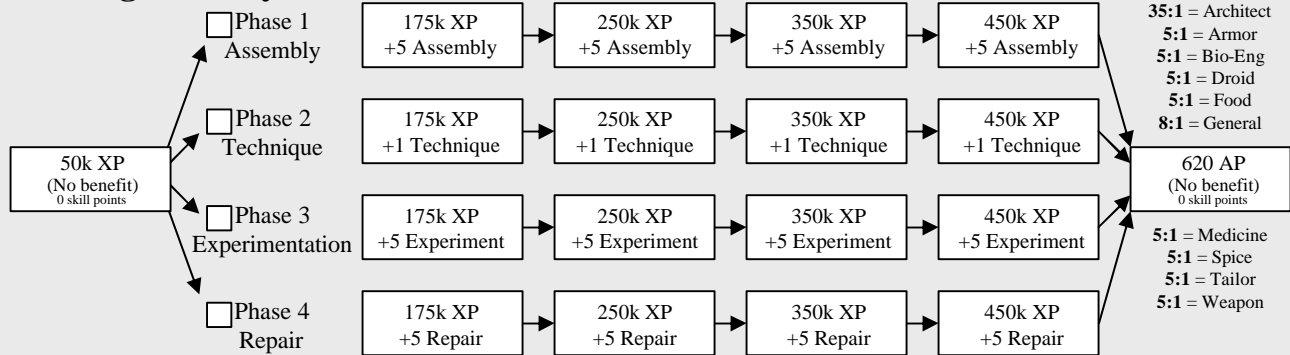 Phase 1
Assembly
175k XP
+5 Assembly
250k XP
+5 Assembly
350k XP
+5 Assembly
450k XP
+5 Assembly
35:1 = Architect
5:1 = Armor
5:1 = Bio-Eng
5:1 = Droid
5:1 = Food
8:1 = General
Phase 2
Technique
175k XP
+1 Technique
250k XP
+1 Technique
350k XP
+1 Technique
450k XP
+1 Technique
50k XP
(No benefit)
0 skill points
620 AP
(No benefit)
0 skill points
Phase 3
Experimentation
175k XP
+5 Experiment
250k XP
+5 Experiment
350k XP
+5 Experiment
450k XP
+5 Experiment
5:1 = Medicine
5:1 = Spice
5:1 = Tailor
5:1 = Weapon
Phase 4
Repair
175k XP
+5 Repair
250k XP
+5 Repair
350k XP
+5 Repair
450k XP
+5 Repair